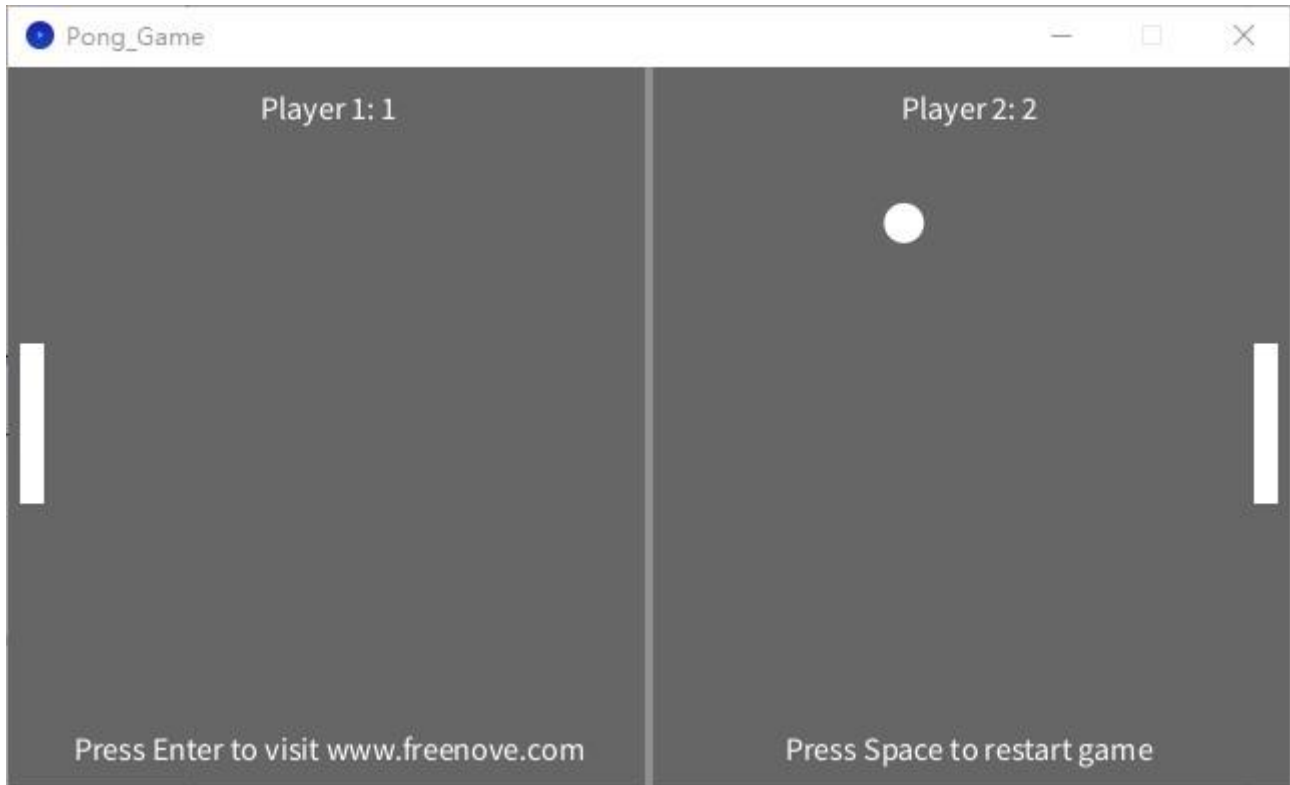 Pong_Game
Player 1: 1
Player 2: 2
Press Enter to visit www.freenove.com
Press Space to restart game